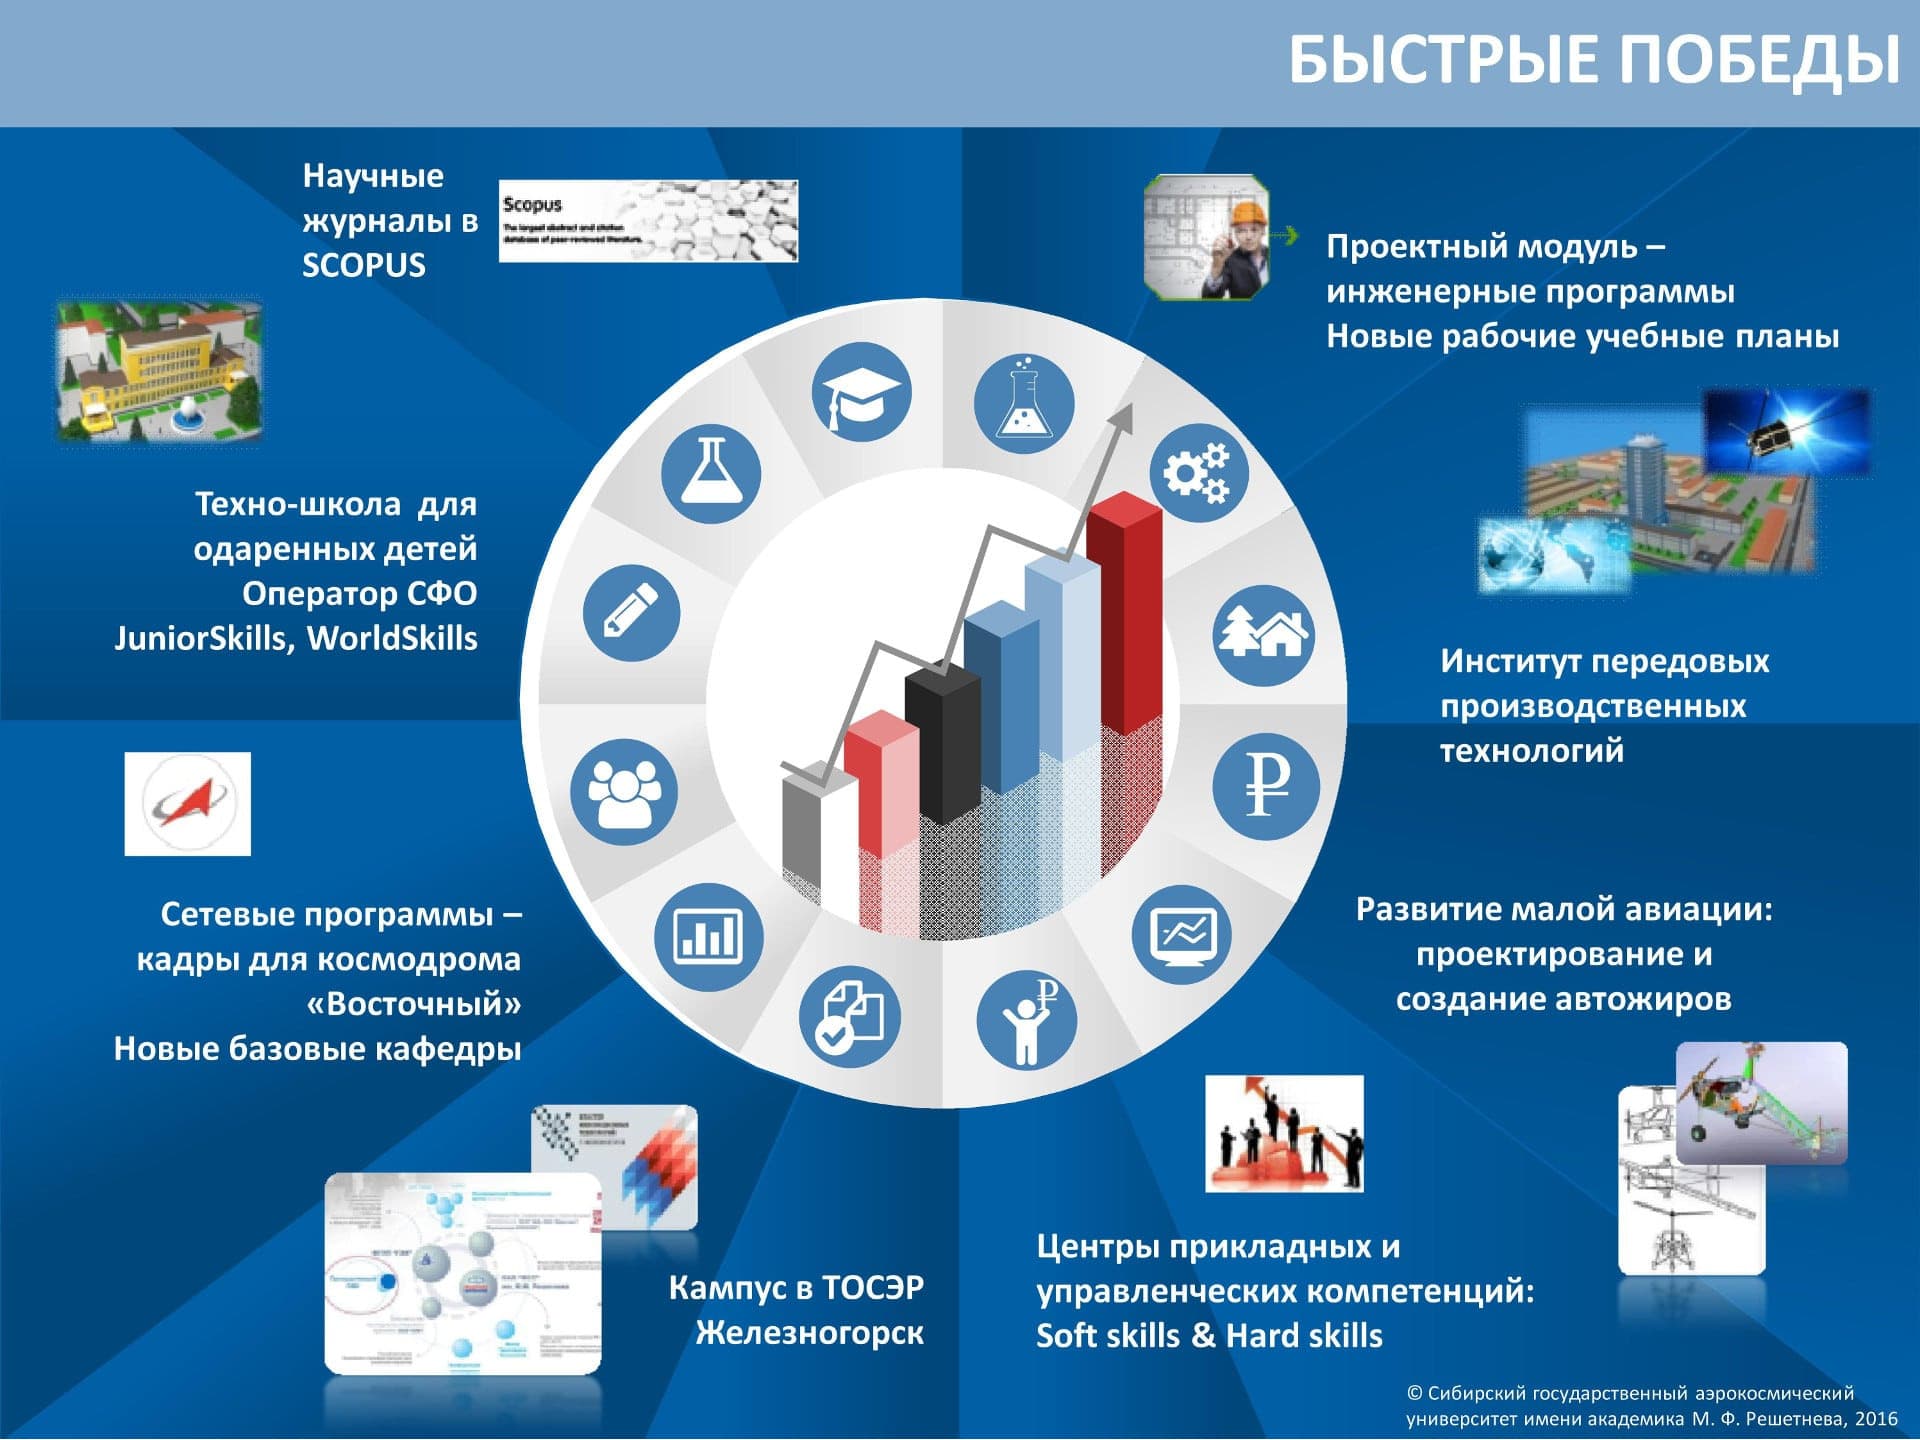 БЫСТРЫЕ ПОБЕДЫ
Научные
журналы в
SCOPUS
Scopus
The largest abstract and citation
database of peer-reviewed literature.
Проектный модуль –
инженерные программы
Новые рабочие учебные планы
Техно-школа для
одаренных детей
Оператор СФО
JuniorSkills, WorldSkills
Институт передовых
производственных
технологий
Сетевые программы –
кадры для космодрома
«Восточный»
Новые базовые кафедры
Развитие малой авиации:
проектирование и
создание автожиров
Кампус в ТОСЭР
Железногорск
Центры прикладных и
управленческих компетенций:
Soft skills & Hard skills
© Сибирский государственный аэрокосмический
университет имени академика М. Ф. Решетнева, 2016